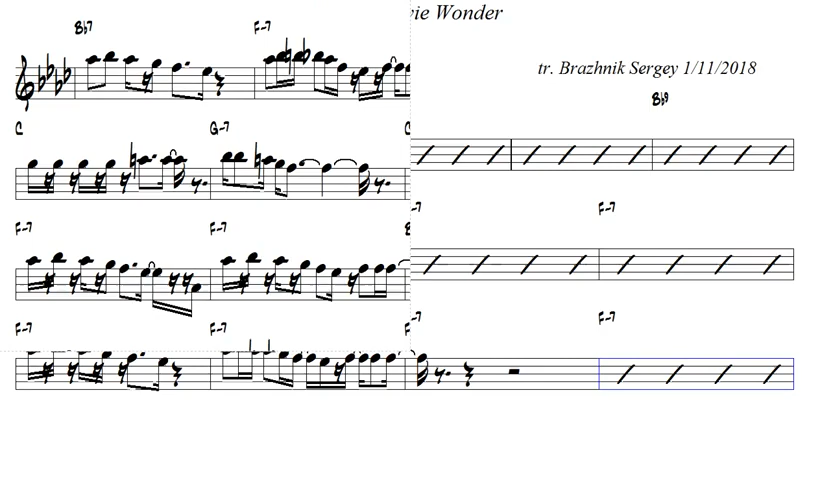 vie Wonder
tr. Brazhnik Sergey 1/11/2018
Bb7 F-7
Bb9
C G-7
F-7 F-7 -7 F-7
F-7 F-7 -7 F-7